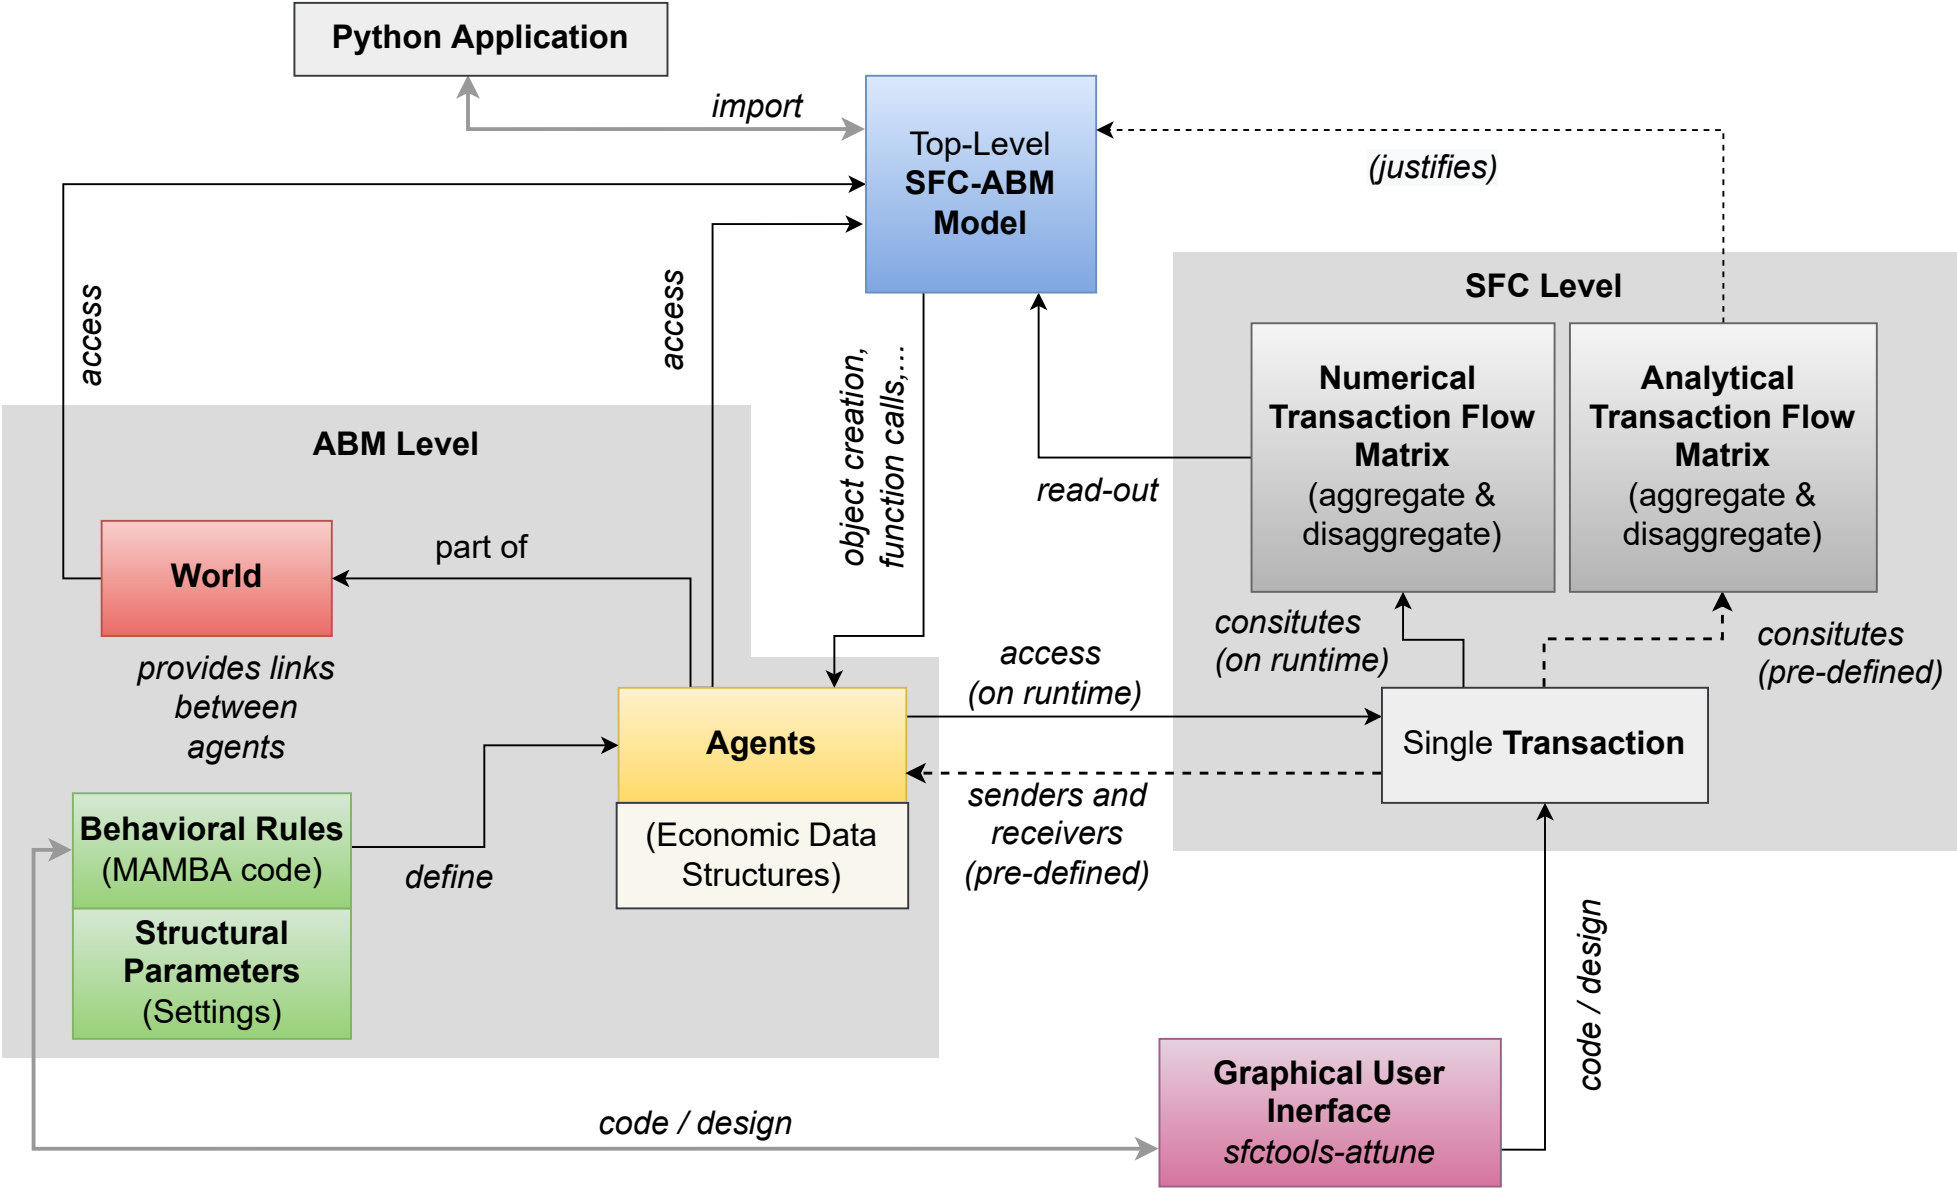 Python Application
import
Top-Level
SFC-ABM
Model
(justifies)
access
access
object creation,
function calls,...
SFC Level
Numerical
Transaction Flow
Matrix
(aggregate &
disaggregate)
Analytical
Transaction Flow
Matrix
(aggregate &
disaggregate)
read-out
ABM Level
World
part of
provides links
between
agents
consitutes
(on runtime)
consitutes
(pre-defined)
access
(on runtime)
Agents
(Economic Data
Structures)
Single Transaction
senders and
receivers
(pre-defined)
Behavioral Rules
(MAMBA code)
define
Structural
Parameters
(Settings)
code / design
code / design
Graphical User
Inerface
sfctools-attune